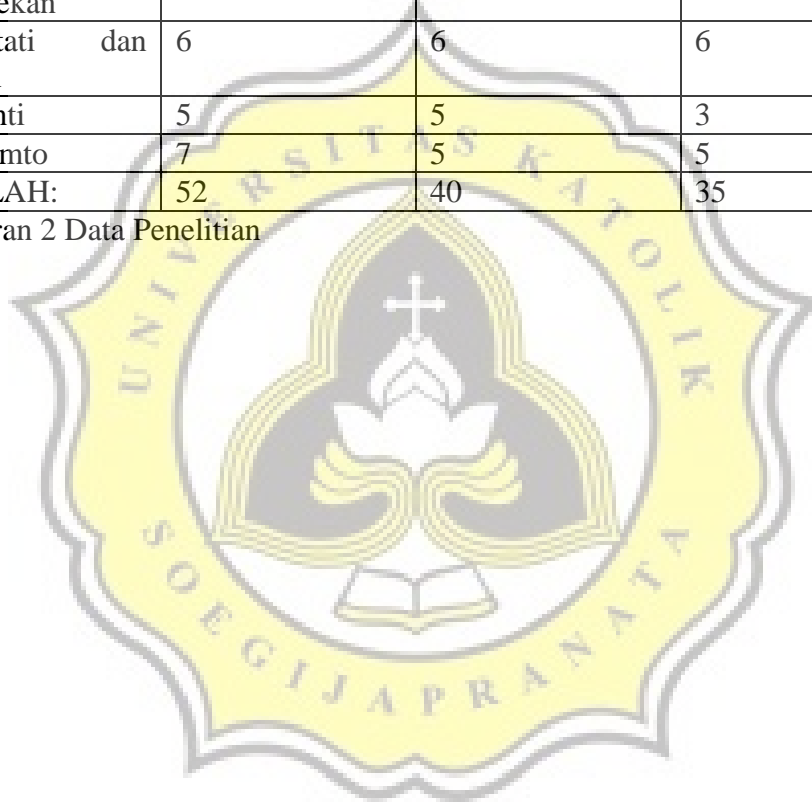 ekan
tati dan 6 6 6
nti 5 5 3
mto 7 5 5
LAH: 52 40 35
ran 2 Data Penelitian
UNIVERSITAS KATOLIK
SOEGIJAPRANATA